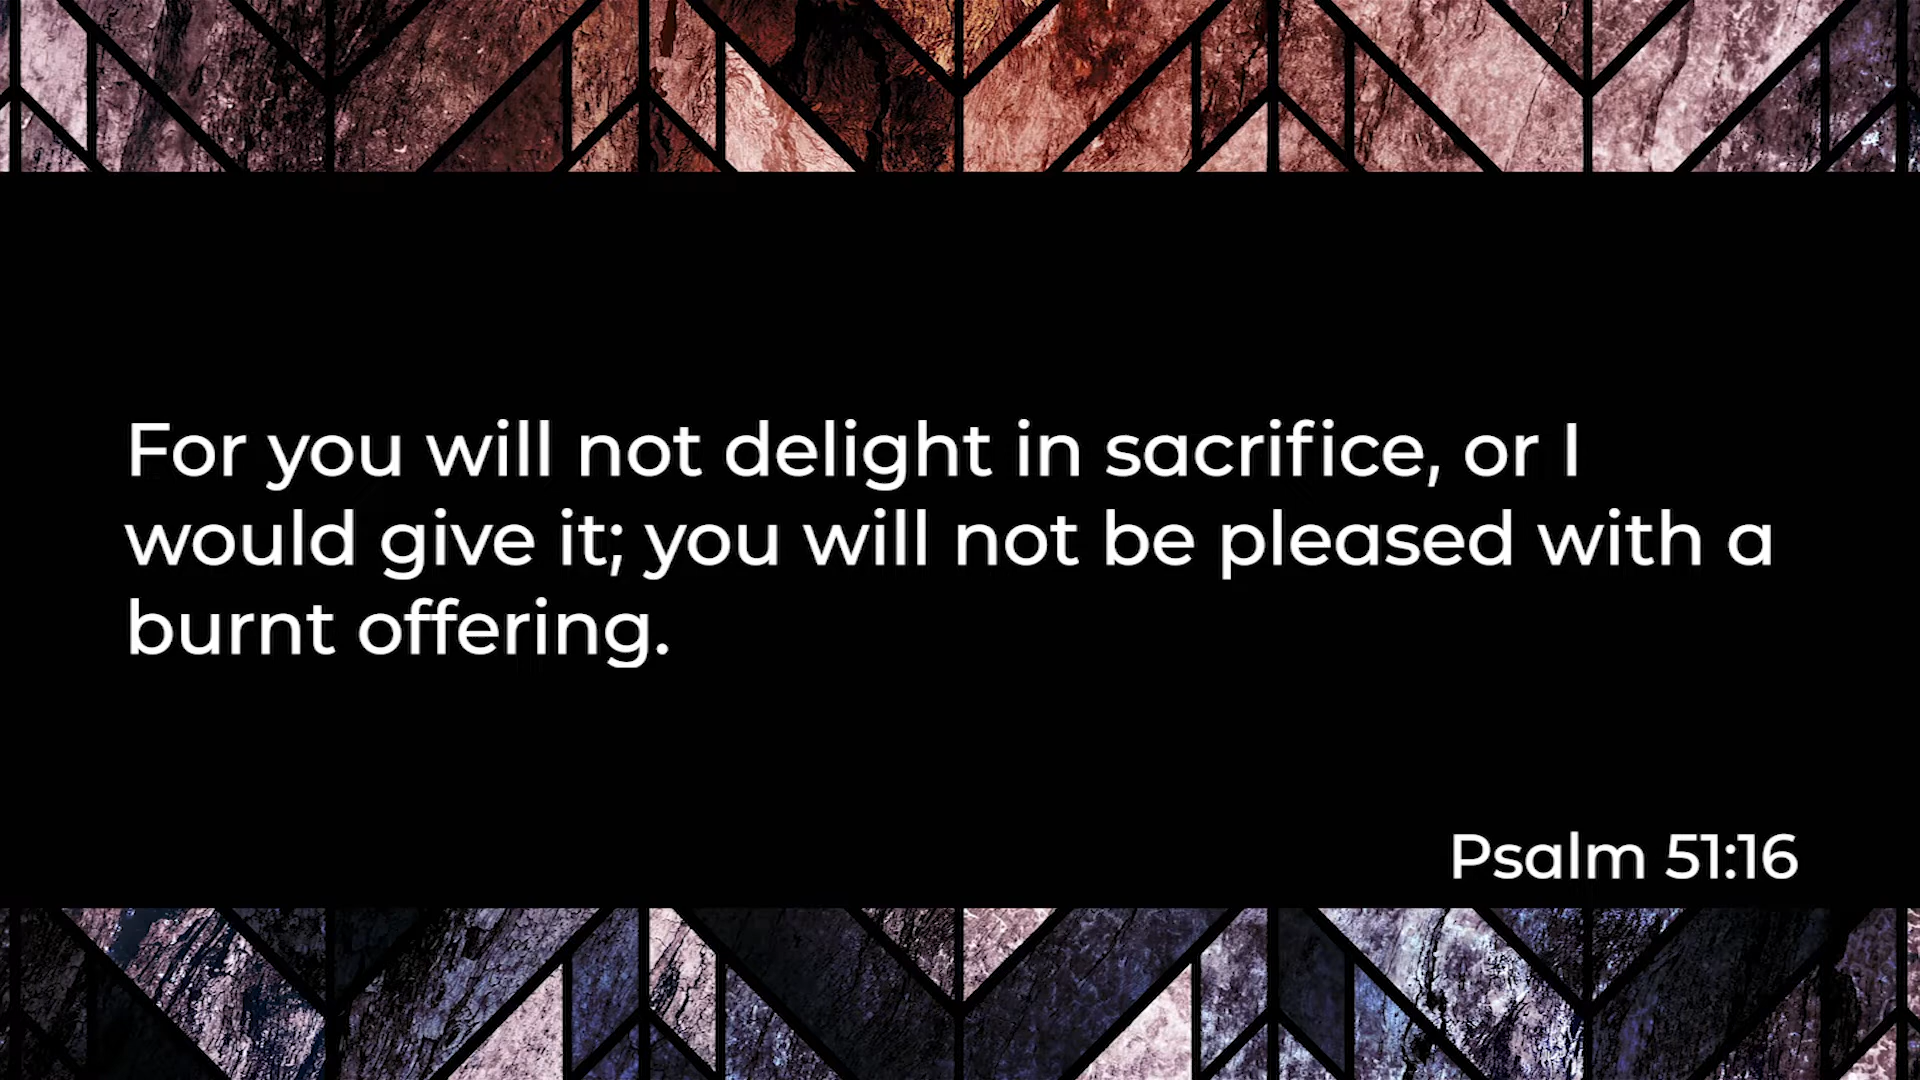 For you will not delight in sacrifice, or I
would give it; you will not be pleased with a
burnt offering.
Psalm 51:16